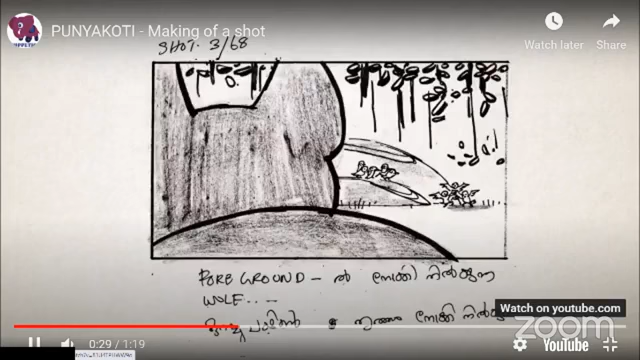 PUNYAKOTI - Making of a shot
Watch later
Share
SHOT. 3/68
FORE GROUND - ൽ നോക്കി നിൽക്കുന്ന
WOLF.. -
Watch on youtube.com
zoom
0:29 / 1:19
YouTube